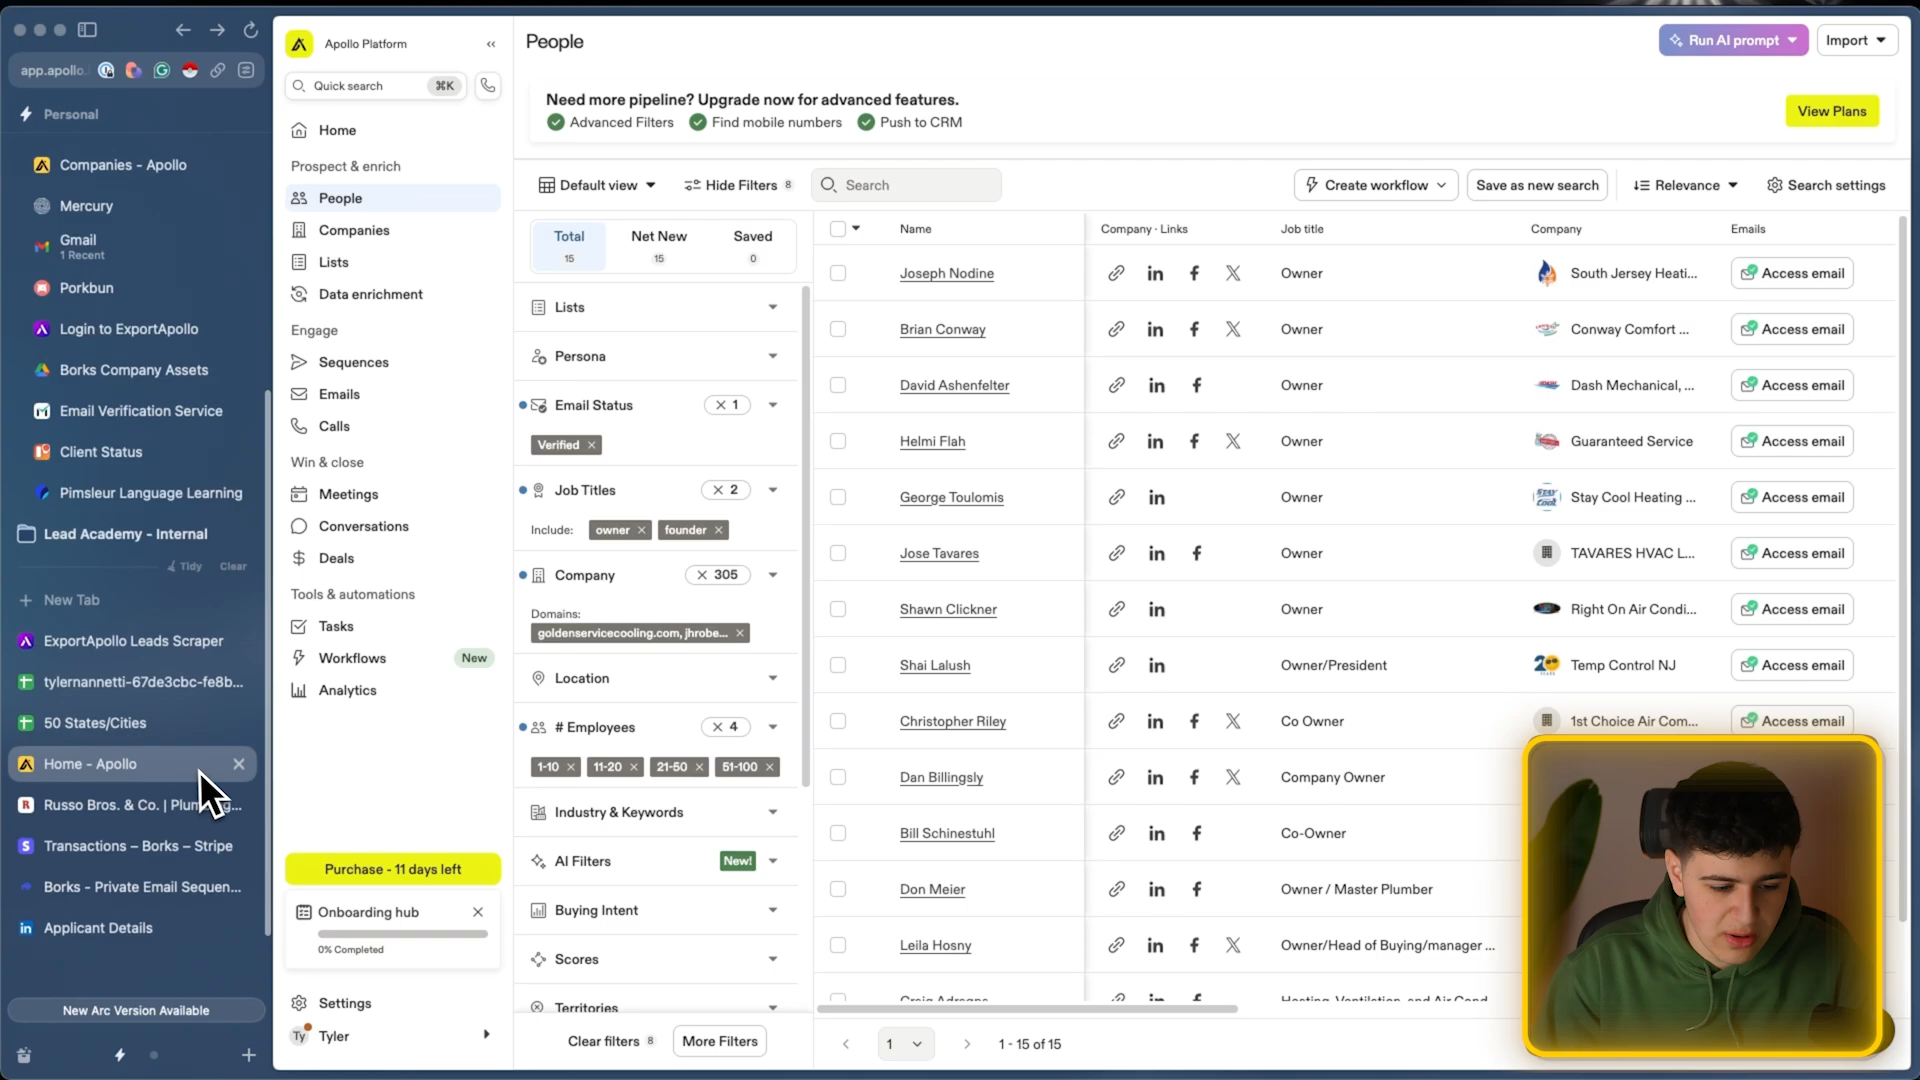 app.apollo.
Personal
Companies - Apollo
Mercury
Gmail
1 Recent
Porkbun
Login to ExportApollo
Borks Company Assets
Email Verification Service
Client Status
Pimsleur Language Learning
Lead Academy - Internal
Tidy Clear
New Tab
ExportApollo Leads Scraper
tylernannetti-67de3cbc-fe8b...
50 States/Cities
Home - Apollo
Russo Bros. & Co. |
Transactions – Borks – Stripe
Borks - Private Email Sequen...
Applicant Details
New Arc Version Available
Apollo Platform
Quick search ⌘K
Home
Prospect & enrich
People
Companies
Lists
Data enrichment
Engage
Sequences
Emails
Calls
Win & close
Meetings
Conversations
Deals
Tools & automations
Tasks
Workflows New
Analytics
Purchase - 11 days left
Onboarding hub
0% Completed
Settings
Ty Tyler
People
Run AI prompt
Import
Need more pipeline? Upgrade now for advanced features.
Advanced Filters Find mobile numbers Push to CRM
View Plans
Default view Hide Filters 8 Search Create workflow Save as new search Relevance Search settings
Total Net New Saved
15 15 0
Lists
Persona
Email Status 1
Verified
Job Titles 2
Include: owner founder
Company 305
Domains:
goldenservicecooling.com, jhrobe...
Location
# Employees 4
1-10 11-20 21-50 51-100
Industry & Keywords
AI Filters New!
Buying Intent
Scores
Territories
Clear filters 8 More Filters
Name Company · Links Job title Company Emails
Joseph Nodine Owner South Jersey Heati... Access email
Brian Conway Owner Conway Comfort ... Access email
David Ashenfelter Owner Dash Mechanical, ... Access email
Helmi Flah Owner Guaranteed Service Access email
George Toulomis Owner Stay Cool Heating ... Access email
Jose Tavares Owner TAVARES HVAC L... Access email
Shawn Clickner Owner Right On Air Condi... Access email
Shai Lalush Owner/President Temp Control NJ Access email
Christopher Riley Co Owner 1st Choice Air Com... Access email
Dan Billingsly Company Owner
Bill Schinestuhl Co-Owner
Don Meier Owner / Master Plumber
Leila Hosny Owner/Head of Buying/manager ...
1 1 - 15 of 15